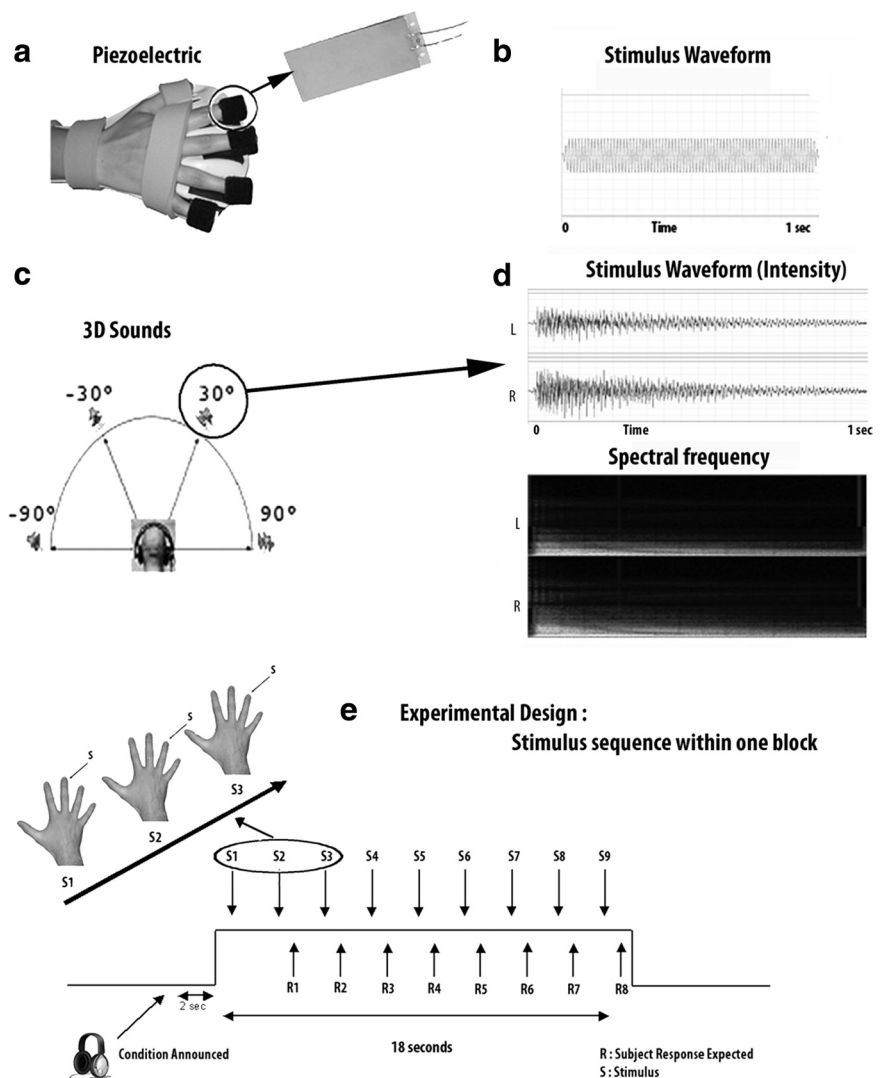 a
Piezoelectric
b
Stimulus Waveform
0 Time 1 sec
c
3D Sounds
-30° 30°
-90° 90°
d
Stimulus Waveform (Intensity)
L
R
0 Time 1 sec
Spectral frequency
L
R
e
Experimental Design :
Stimulus sequence within one block
S
S
S
S1
S2
S3
S1 S2 S3 S4 S5 S6 S7 S8 S9
R1 R2 R3 R4 R5 R6 R7 R8
2 sec
Condition Announced
18 seconds
R : Subject Response Expected
S : Stimulus